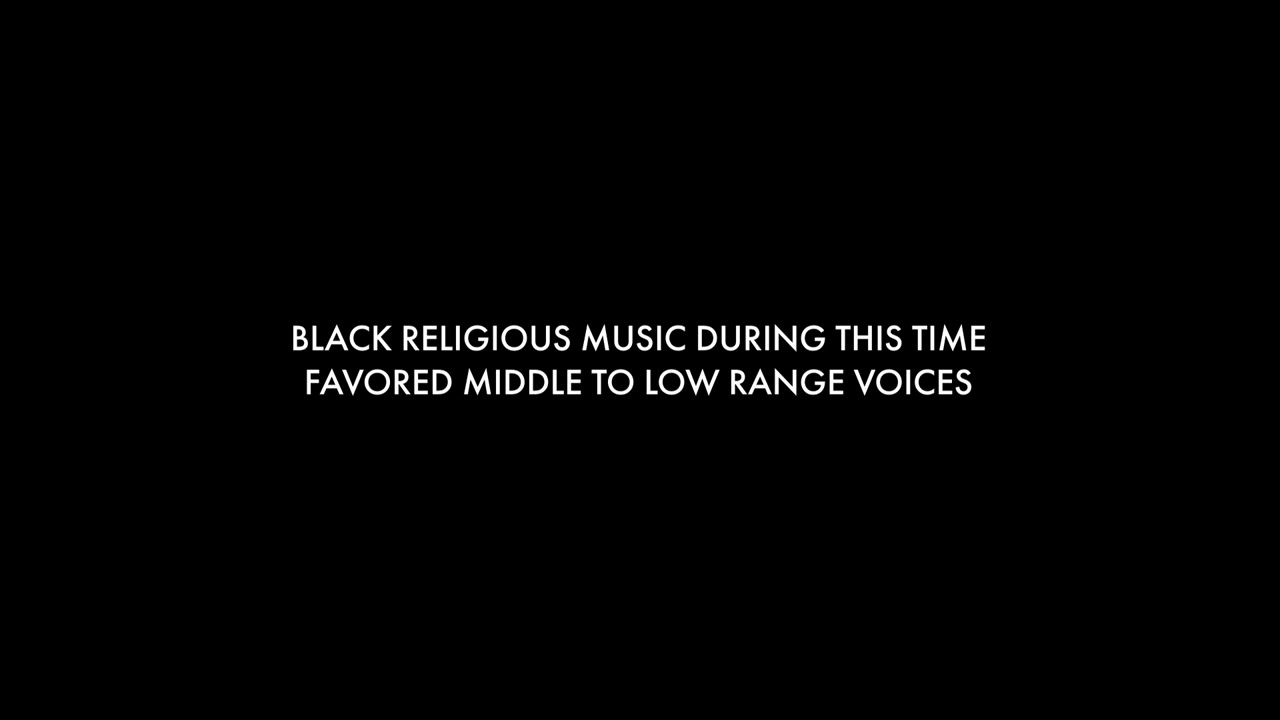 BLACK RELIGIOUS MUSIC DURING THIS TIME
FAVORED MIDDLE TO LOW RANGE VOICES